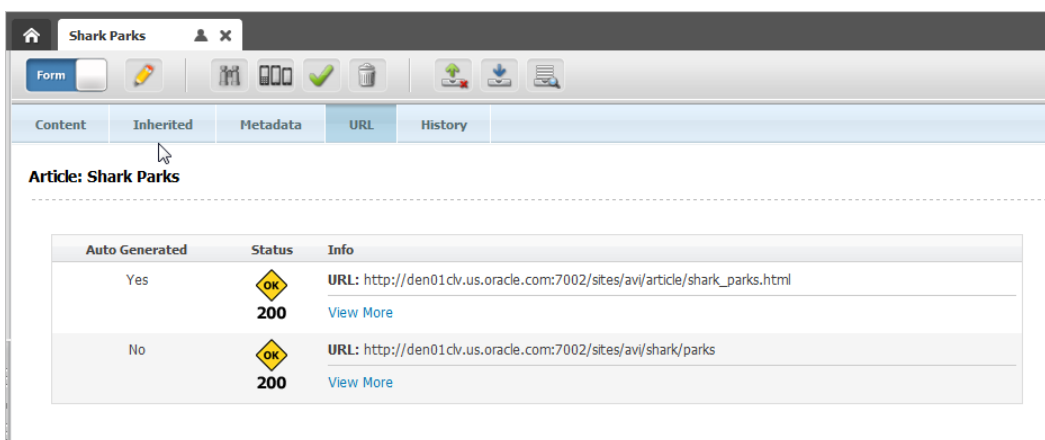 Shark Parks
Form
Content Inherited Metadata URL History
Article: Shark Parks
Auto Generated Status Info
Yes OK URL: http://den01clv.us.oracle.com:7002/sites/avi/article/shark_parks.html
200 View More
No OK URL: http://den01clv.us.oracle.com:7002/sites/avi/shark/parks
200 View More